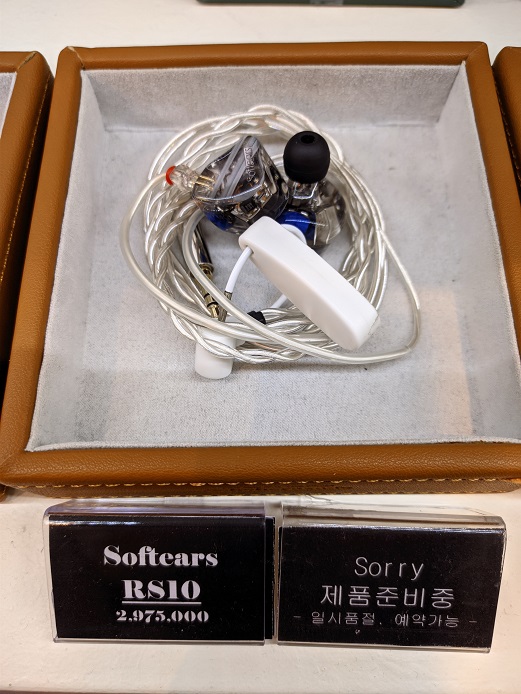 Softears
RS10
2,975,000
Sorry
제품준비중
- 일시품절, 예약가능 -